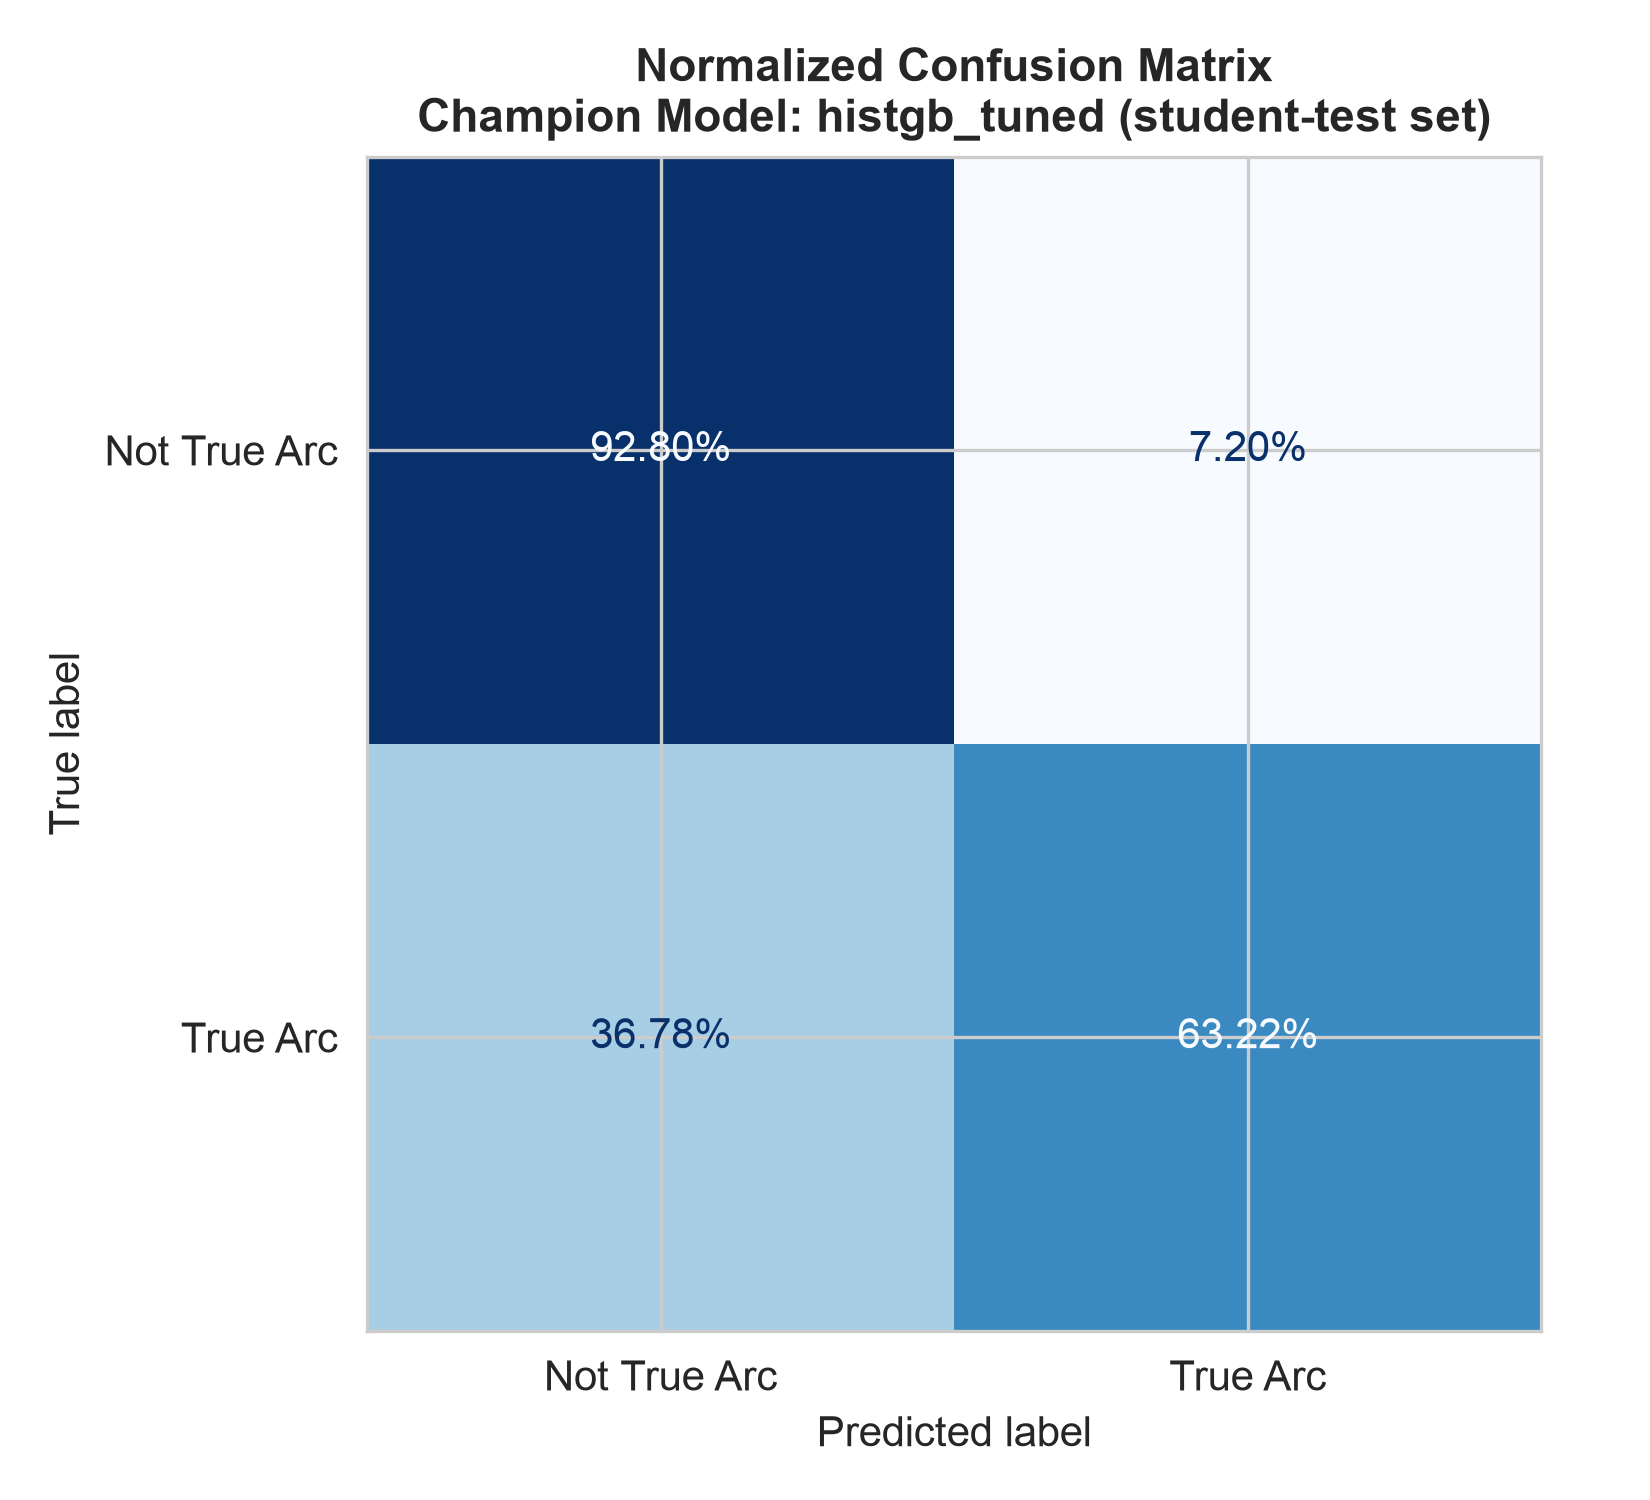 Normalized Confusion Matrix
Champion Model: histgb_tuned (student-test set)
Not True Arc
92.80%
7.20%
True label
True Arc
36.78%
63.22%
Not True Arc
True Arc
Predicted label